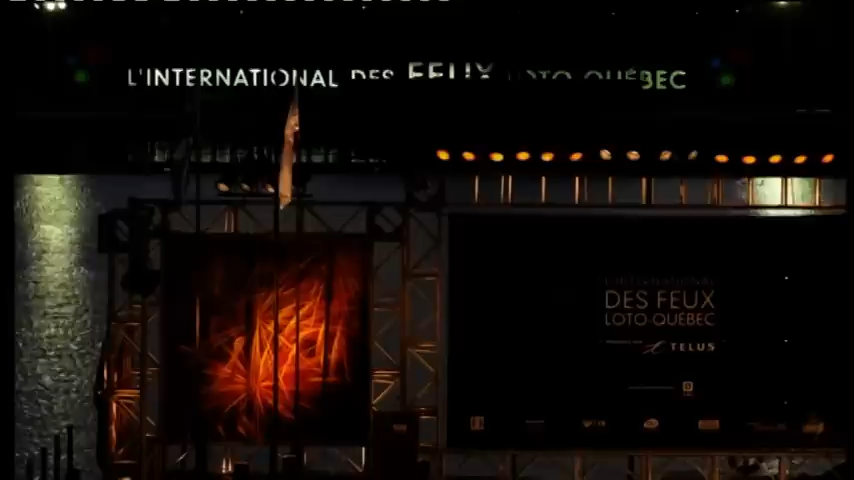 L'INTERNATIONAL DES FEUX LOTO-QUÉBEC
L'INTERNATIONAL
DES FEUX
LOTO-QUÉBEC
TELUS